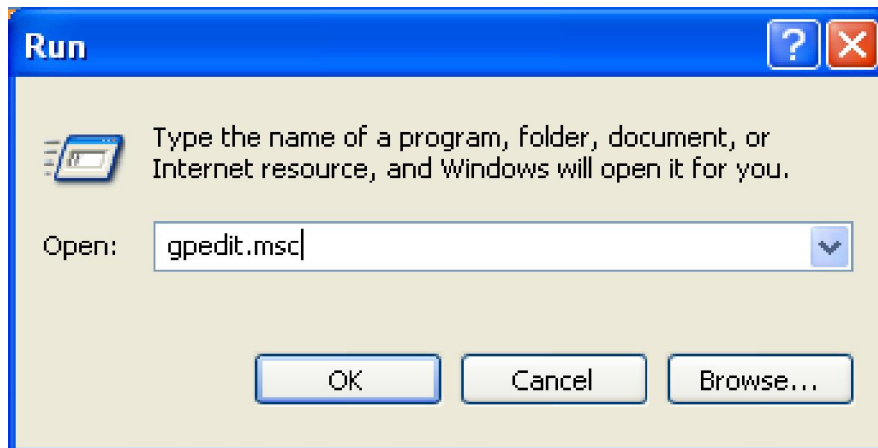 Run
Type the name of a program, folder, document, or
Internet resource, and Windows will open it for you.
Open: gpedit.msc
OK Cancel Browse...